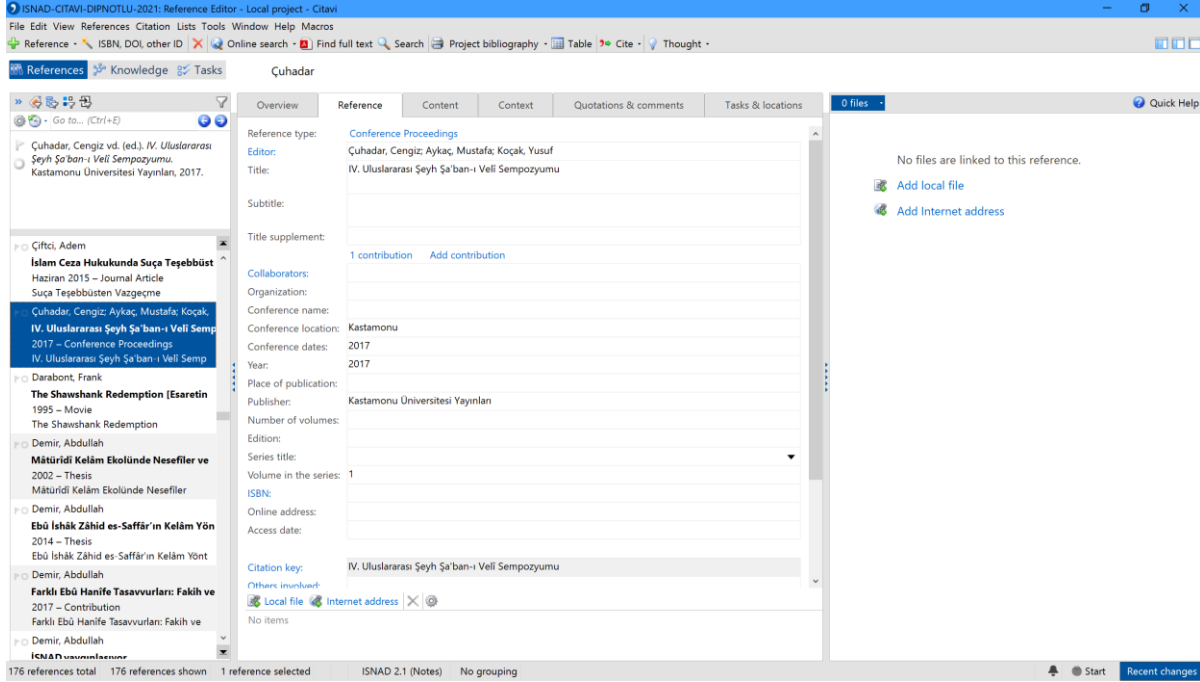 ISNAD-CITAVI-DIPNOTLU-2021: Reference Editor - Local project - Citavi
File Edit View References Citation Lists Tools Window Help Macros
Reference ISBN, DOI, other ID Online search Find full text Search Project bibliography Table Cite Thought
References Knowledge Tasks
Çuhadar
Go to... (Ctrl+E)
Çuhadar, Cengiz vd. (ed.). IV. Uluslararası
Şeyh Şa'ban-ı Velî Sempozyumu.
Kastamonu Üniversitesi Yayınları, 2017.
Çiftci, Adem
İslam Ceza Hukukunda Suça Teşebbüst
Haziran 2015 – Journal Article
Suça Teşebbüsten Vazgeçme
Çuhadar, Cengiz; Aykaç, Mustafa; Koçak,
IV. Uluslararası Şeyh Şa'ban-ı Velî Semp
2017 – Conference Proceedings
IV. Uluslararası Şeyh Şa'ban-ı Velî Semp
Darabont, Frank
The Shawshank Redemption [Esaretin
1995 – Movie
The Shawshank Redemption
Demir, Abdullah
Mâtürîdî Kelâm Ekolünde Nesefîler ve
2002 – Thesis
Mâtürîdî Kelâm Ekolünde Nesefîler
Demir, Abdullah
Ebû İshâk Zâhid es-Saffâr'ın Kelâm Yön
2014 – Thesis
Ebû İshâk Zâhid es-Saffâr'ın Kelâm Yönt
Demir, Abdullah
Farklı Ebû Hanîfe Tasavvurları: Fakih ve
2017 – Contribution
Farklı Ebû Hanîfe Tasavvurları: Fakih ve
Demir, Abdullah
İSNAD yaygınlaşıyor
Overview Reference Content Context Quotations & comments Tasks & locations
Reference type: Conference Proceedings
Editor: Çuhadar, Cengiz; Aykaç, Mustafa; Koçak, Yusuf
Title: IV. Uluslararası Şeyh Şa'ban-ı Velî Sempozyumu
Subtitle:
Title supplement:
1 contribution Add contribution
Collaborators:
Organization:
Conference name:
Conference location: Kastamonu
Conference dates: 2017
Year: 2017
Place of publication:
Publisher: Kastamonu Üniversitesi Yayınları
Number of volumes:
Edition:
Series title:
Volume in the series: 1
ISBN:
Online address:
Access date:
Citation key: IV. Uluslararası Şeyh Şa'ban-ı Velî Sempozyumu
Others involved:
Local file Internet address
No items
0 files
Quick Help
No files are linked to this reference.
Add local file
Add Internet address
176 references total 176 references shown 1 reference selected ISNAD 2.1 (Notes) No grouping Start Recent changes